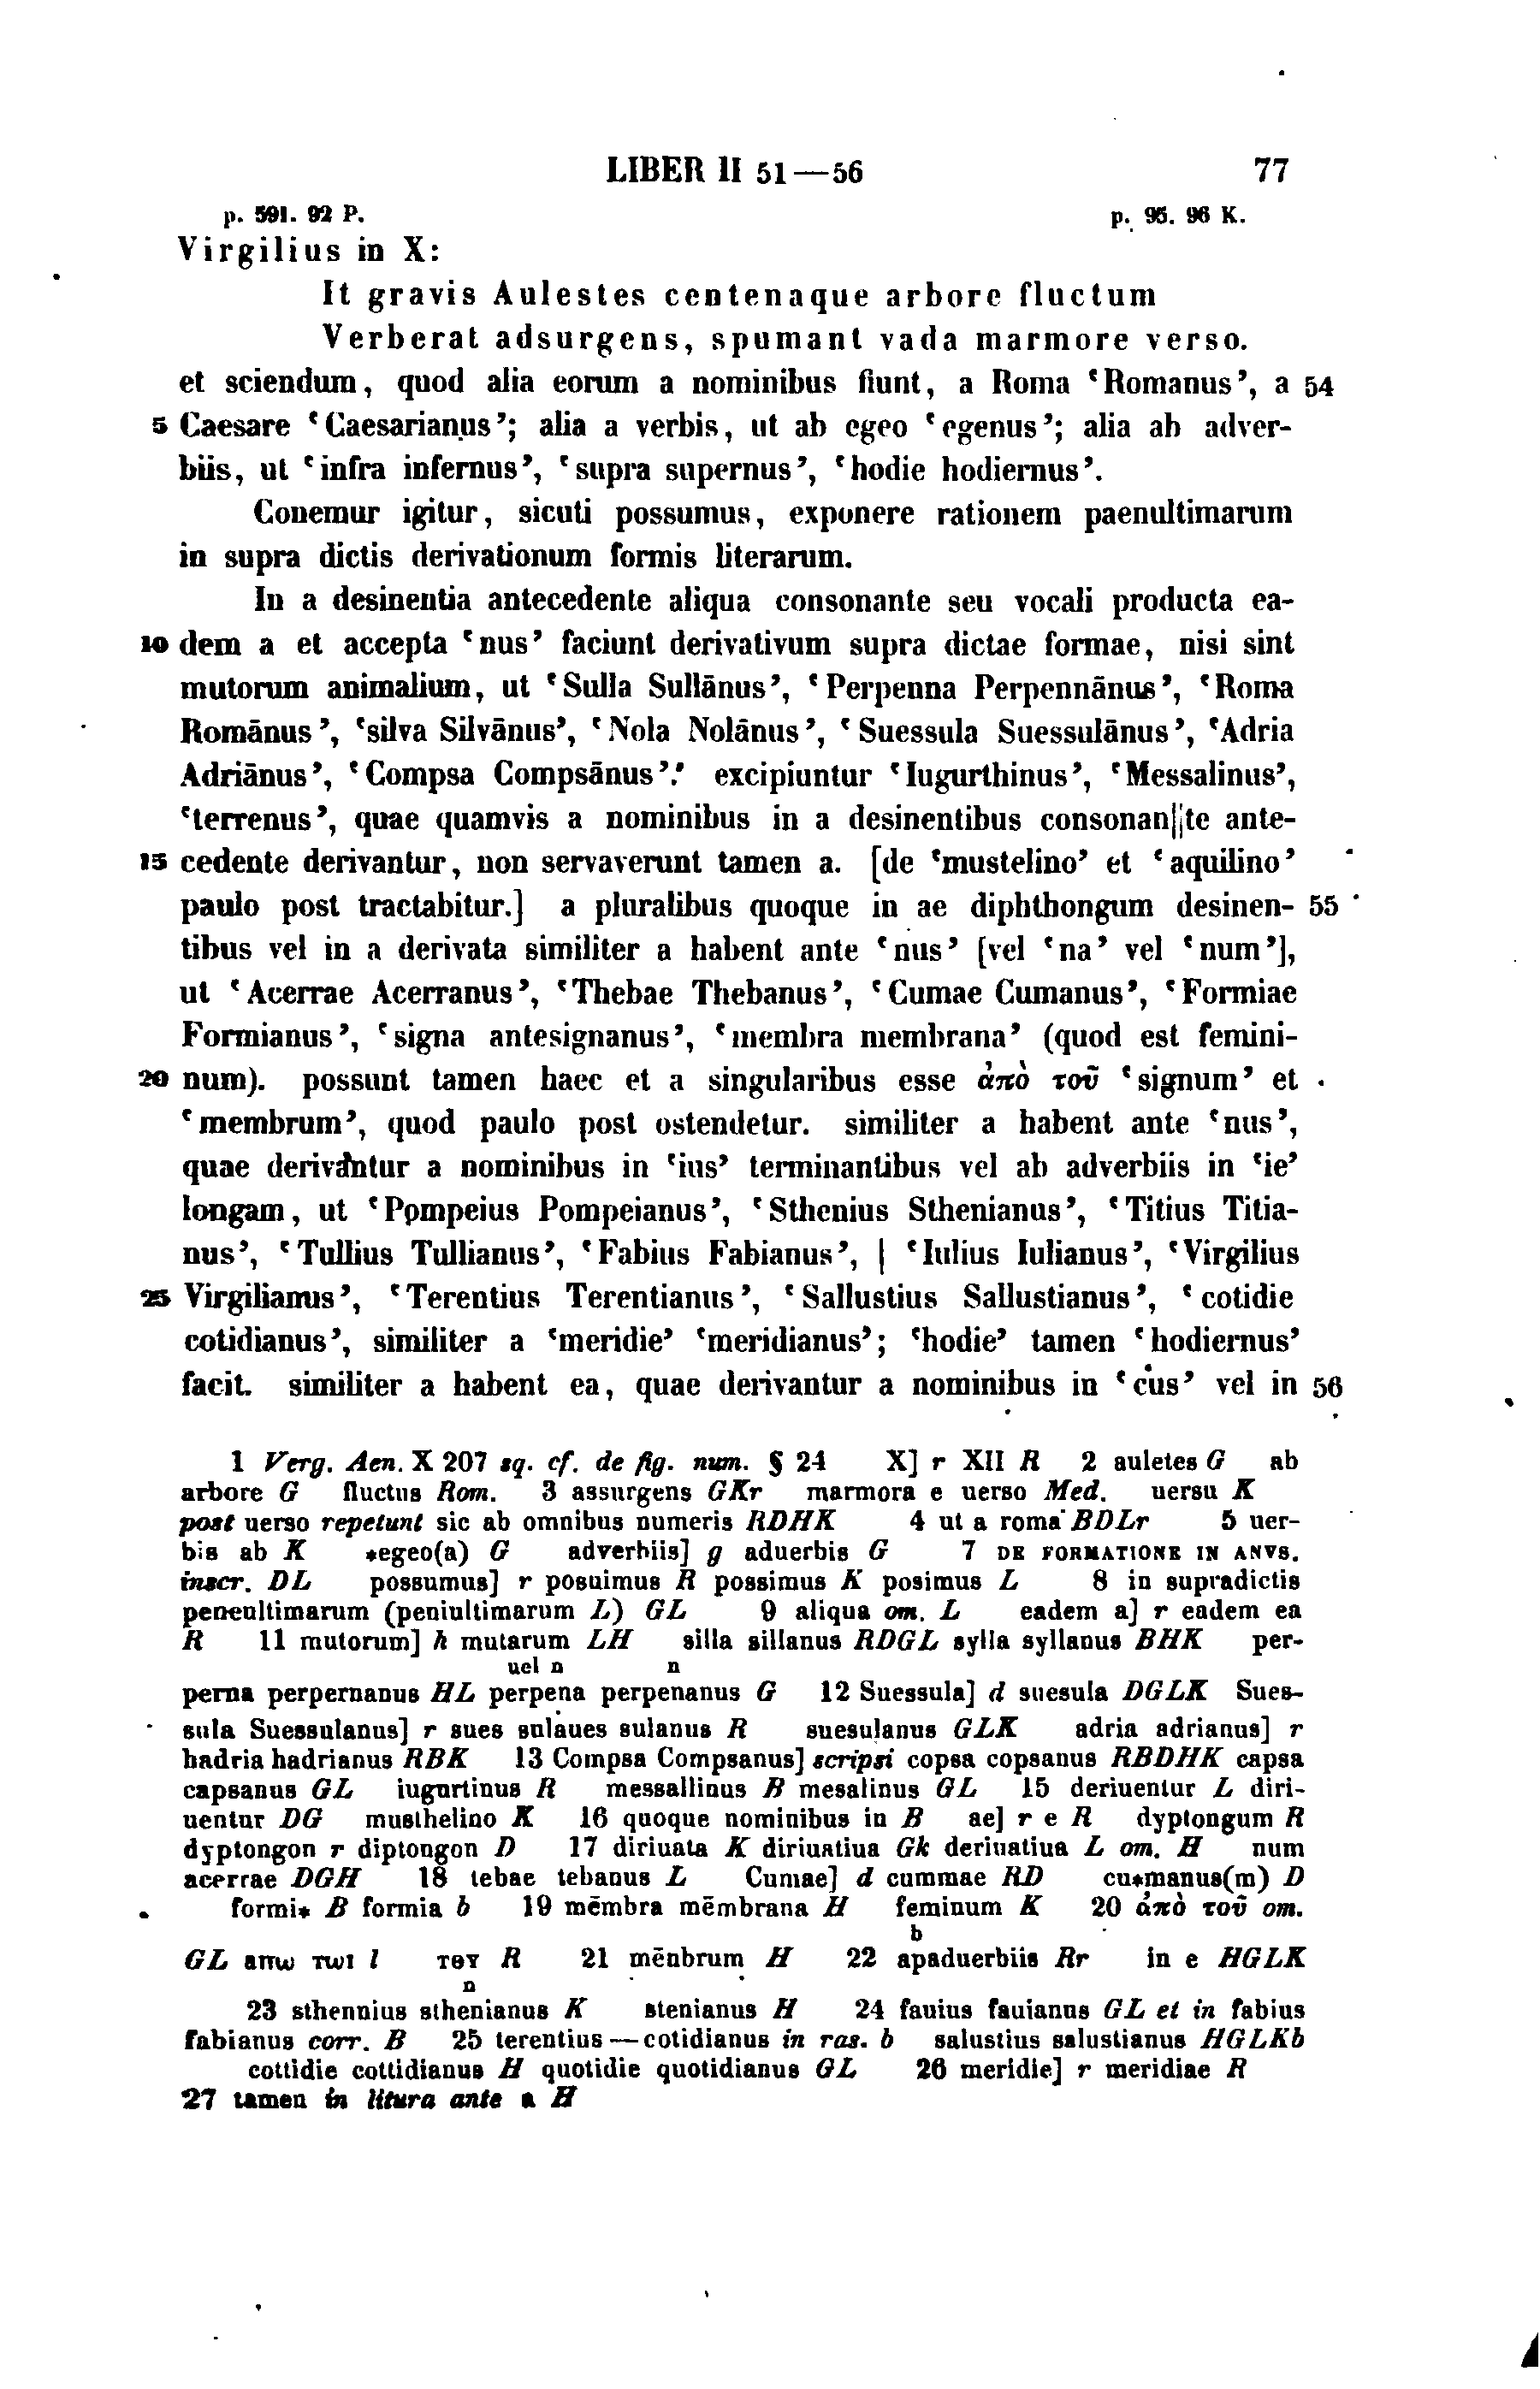 LIBER II 51—56 77
p. 591. 92 P. p. 95. 96 K.
Virgilius in X:
It gravis Aulestes centenaque arbore fluctum
Verberat adsurgens, spumant vada marmore verso.
et sciendum, quod alia eorum a nominibus fiunt, a Roma ‘Romanus’, a 54
5 Caesare ‘Caesarianus’; alia a verbis, ut ab egeo ‘egenus’; alia ab adver-
biis, ut ‘infra infernus’, ‘supra supernus’, ‘hodie hodiernus’.
Conemur igitur, sicuti possumus, exponere rationem paenultimarum
in supra dictis derivationum formis literarum.
In a desinentia antecedente aliqua consonante seu vocali producta ea-
10 dem a et accepta ‘nus’ faciunt derivativum supra dictae formae, nisi sint
mutorum animalium, ut ‘Sulla Sullānus’, ‘Perpenna Perpennānus’, ‘Roma
Romānus’, ‘silva Silvānus’, ‘Nola Nolānus’, ‘Suessula Suessulānus’, ‘Adria
Adriānus’, ‘Compsa Compsānus’.’ excipiuntur ‘Iugurthinus’, ‘Messalinus’,
‘terrenus’, quae quamvis a nominibus in a desinentibus consonan||te ante-
15 cedente derivantur, non servaverunt tamen a. [de ‘mustelino’ et ‘aquilino’
paulo post tractabitur.] a pluralibus quoque in ae diphthongum desinen- 55
tibus vel in a derivata similiter a habent ante ‘nus’ [vel ‘na’ vel ‘num’],
ut ‘Acerrae Acerranus’, ‘Thebae Thebanus’, ‘Cumae Cumanus’, ‘Formiae
Formianus’, ‘signa antesignanus’, ‘membra membrana’ (quod est femini-
20 num). possunt tamen haec et a singularibus esse ἀπὸ τοῦ ‘signum’ et
‘membrum’, quod paulo post ostendetur. similiter a habent ante ‘nus’,
quae derivantur a nominibus in ‘ius’ terminantibus vel ab adverbiis in ‘ie’
longam, ut ‘Pompeius Pompeianus’, ‘Sthenius Sthenianus’, ‘Titius Titia-
nus’, ‘Tullius Tullianus’, ‘Fabius Fabianus’, | ‘Iulius Iulianus’, ‘Virgilius
25 Virgilianus’, ‘Terentius Terentianus’, ‘Sallustius Sallustianus’, ‘cotidie
cotidianus’, similiter a ‘meridie’ ‘meridianus’; ‘hodie’ tamen ‘hodiernus’
facit. similiter a habent ea, quae derivantur a nominibus in ‘cus’ vel in 56
1 Verg. Aen. X 207 sq. cf. de fig. num. § 24 X] r XII R 2 auletes G ab
arbore G fluctus Rom. 3 assurgens GKr marmora e uerso Med. uersu K
post uerso repetunt sic ab omnibus numeris RDHK 4 ut a roma BDLr 5 uer-
bis ab K *egeo(a) G adverbiis] g aduerbis G 7 DE FORMATIONE IN ANVS.
inscr. DL possumus] r posuimus R possimus K posimus L 8 in supradictis
penenultimarum (peniultimarum L) GL 9 aliqua om. L eadem a] r eadem ea
R 11 mutorum] h mutarum LH silla sillanus RDGL sylla syllanus BHK per-
uel n n
perna perpernanus HL perpena perpenanus G 12 Suessula] d suesula DGLK Sues-
sula Suessulanus] r sues sulaues sulanus R suesulanus GLK adria adrianus] r
hadria hadrianus RBK 13 Compsa Compsanus] scripsi copsa copsanus RBDHK capsa
capsanus GL iugurtinus R messallinus B mesalinus GL 15 deriuentur L diri-
uentur DG musthelino K 16 quoque nominibus in B ae] r e R dyptongum R
dyptongon r diptongon D 17 diriuata K diriuatiua Gk deriuatiua L om. H num
acerrae DGH 18 tebae tebanus L Cumae] d cummae RD cu*manus(m) D
formi* B formia b 19 mēmbra mēmbrana H feminum K 20 ἀπὸ τοῦ om.
b
GL aπω τωι l τοΥ R 21 mēnbrum H 22 apaduerbiis Rr in e HGLK
n
23 sthennius sthenianus K stenianus H 24 fauius fauianus GL et in fabius
fabianus corr. B 25 terentius — cotidianus in ras. b salustius salustianus HGLKb
cottidie cottidianus H quotidie quotidianus GL 26 meridie] r meridiae R
27 tamen in litura ante a H